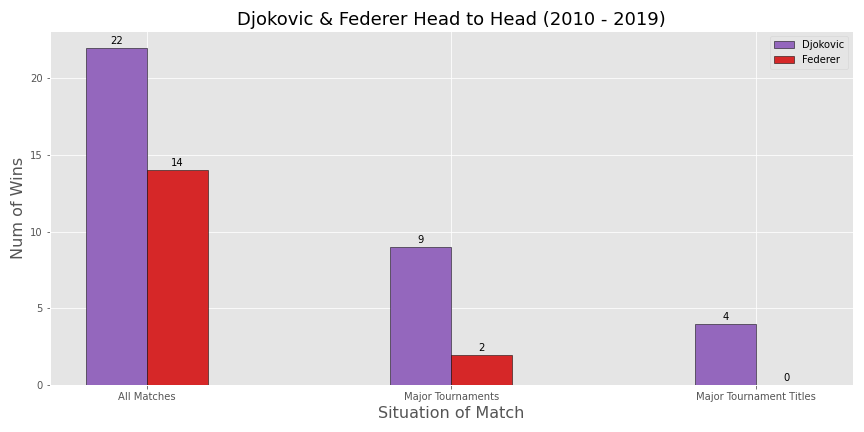 Djokovic & Federer Head to Head (2010 - 2019)
Djokovic
Federer
Num of Wins
20
15
10
5
0
22
14
9
2
4
0
All Matches
Major Tournaments
Major Tournament Titles
Situation of Match